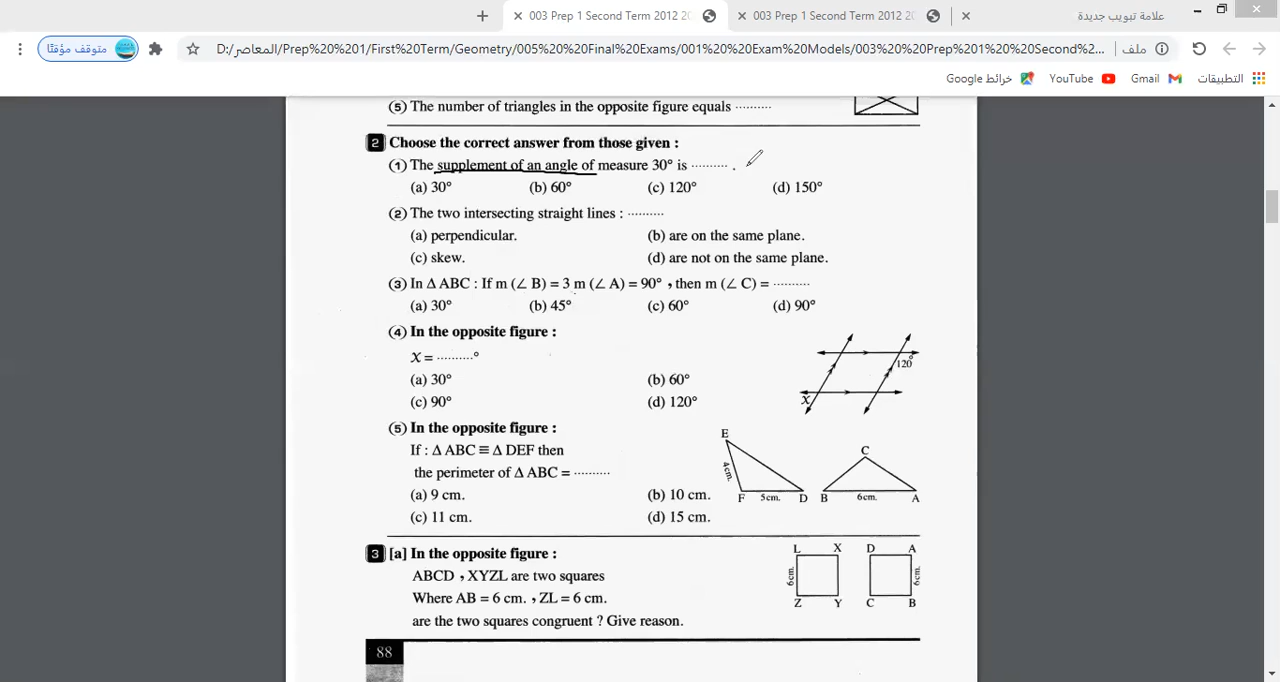 003 Prep 1 Second Term 2012 20
003 Prep 1 Second Term 2012 20
علامة تبويب جديدة
متوقف مؤقتًا
D:/المعاصر/Prep%20%201/First%20Term/Geometry/005%20%20Final%20Exams/001%20%20Exam%20Models/003%20%20Prep%201%20%20Second%2...
ملف
خرائط Google
YouTube
Gmail
التطبيقات
(5) The number of triangles in the opposite figure equals ..........
2 Choose the correct answer from those given :
(1) The supplement of an angle of measure 30° is .......... .
(a) 30° (b) 60° (c) 120° (d) 150°
(2) The two intersecting straight lines : ..........
(a) perpendicular. (b) are on the same plane.
(c) skew. (d) are not on the same plane.
(3) In Δ ABC : If m (∠ B) = 3 m (∠ A) = 90° , then m (∠ C) = ..........
(a) 30° (b) 45° (c) 60° (d) 90°
(4) In the opposite figure :
X = ..........°
(a) 30° (b) 60°
(c) 90° (d) 120°
120°
X
(5) In the opposite figure :
If : Δ ABC ≡ Δ DEF then
the perimeter of Δ ABC = ..........
(a) 9 cm. (b) 10 cm.
(c) 11 cm. (d) 15 cm.
E
4cm.
F 5cm. D
C
B 6cm. A
3 [a] In the opposite figure :
ABCD , XYZL are two squares
Where AB = 6 cm. , ZL = 6 cm.
are the two squares congruent ? Give reason.
L X D A
6cm. 6cm.
Z Y C B
88